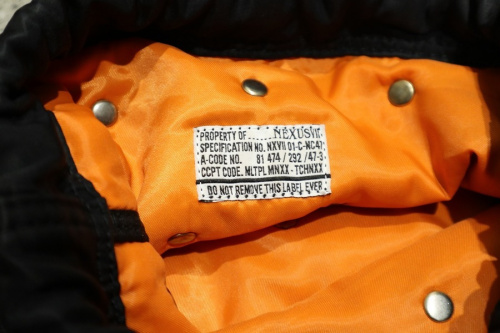 PROPERTY OF ........ NEXUSVII.
SPECIFICATION NO. NXVII 01-C-MC47
A-CODE NO. 81 474 / 292 / 47-3
CCPT CODE. MLTPL MNXX - TCHNXX
DO NOT REMOVE THIS LABEL EVER